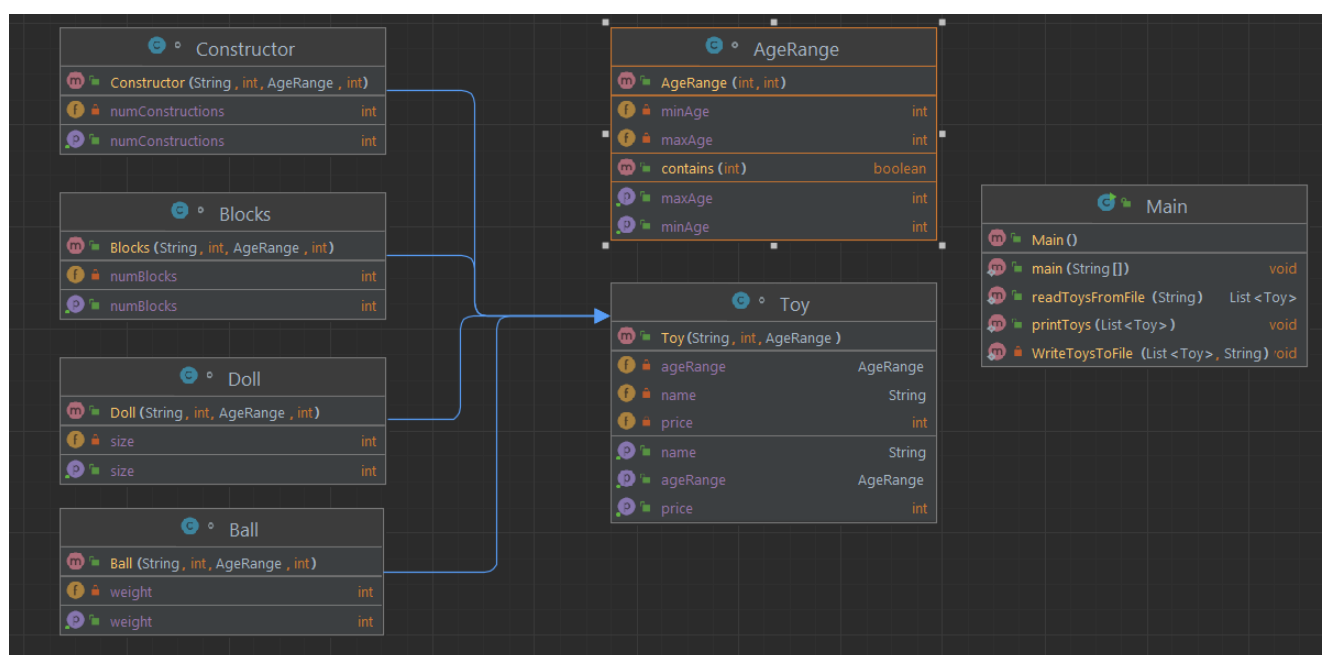 Constructor
Constructor (String, int, AgeRange, int)
numConstructions int
numConstructions int
Blocks
Blocks (String, int, AgeRange, int)
numBlocks int
numBlocks int
Doll
Doll (String, int, AgeRange, int)
size int
size int
Ball
Ball (String, int, AgeRange, int)
weight int
weight int
AgeRange
AgeRange (int, int)
minAge int
maxAge int
contains (int) boolean
maxAge int
minAge int
Toy
Toy(String, int, AgeRange)
ageRange AgeRange
name String
price int
name String
ageRange AgeRange
price int
Main
Main ()
main (String[]) void
readToysFromFile (String) List<Toy>
printToys (List<Toy>) void
WriteToysToFile (List<Toy>, String) void